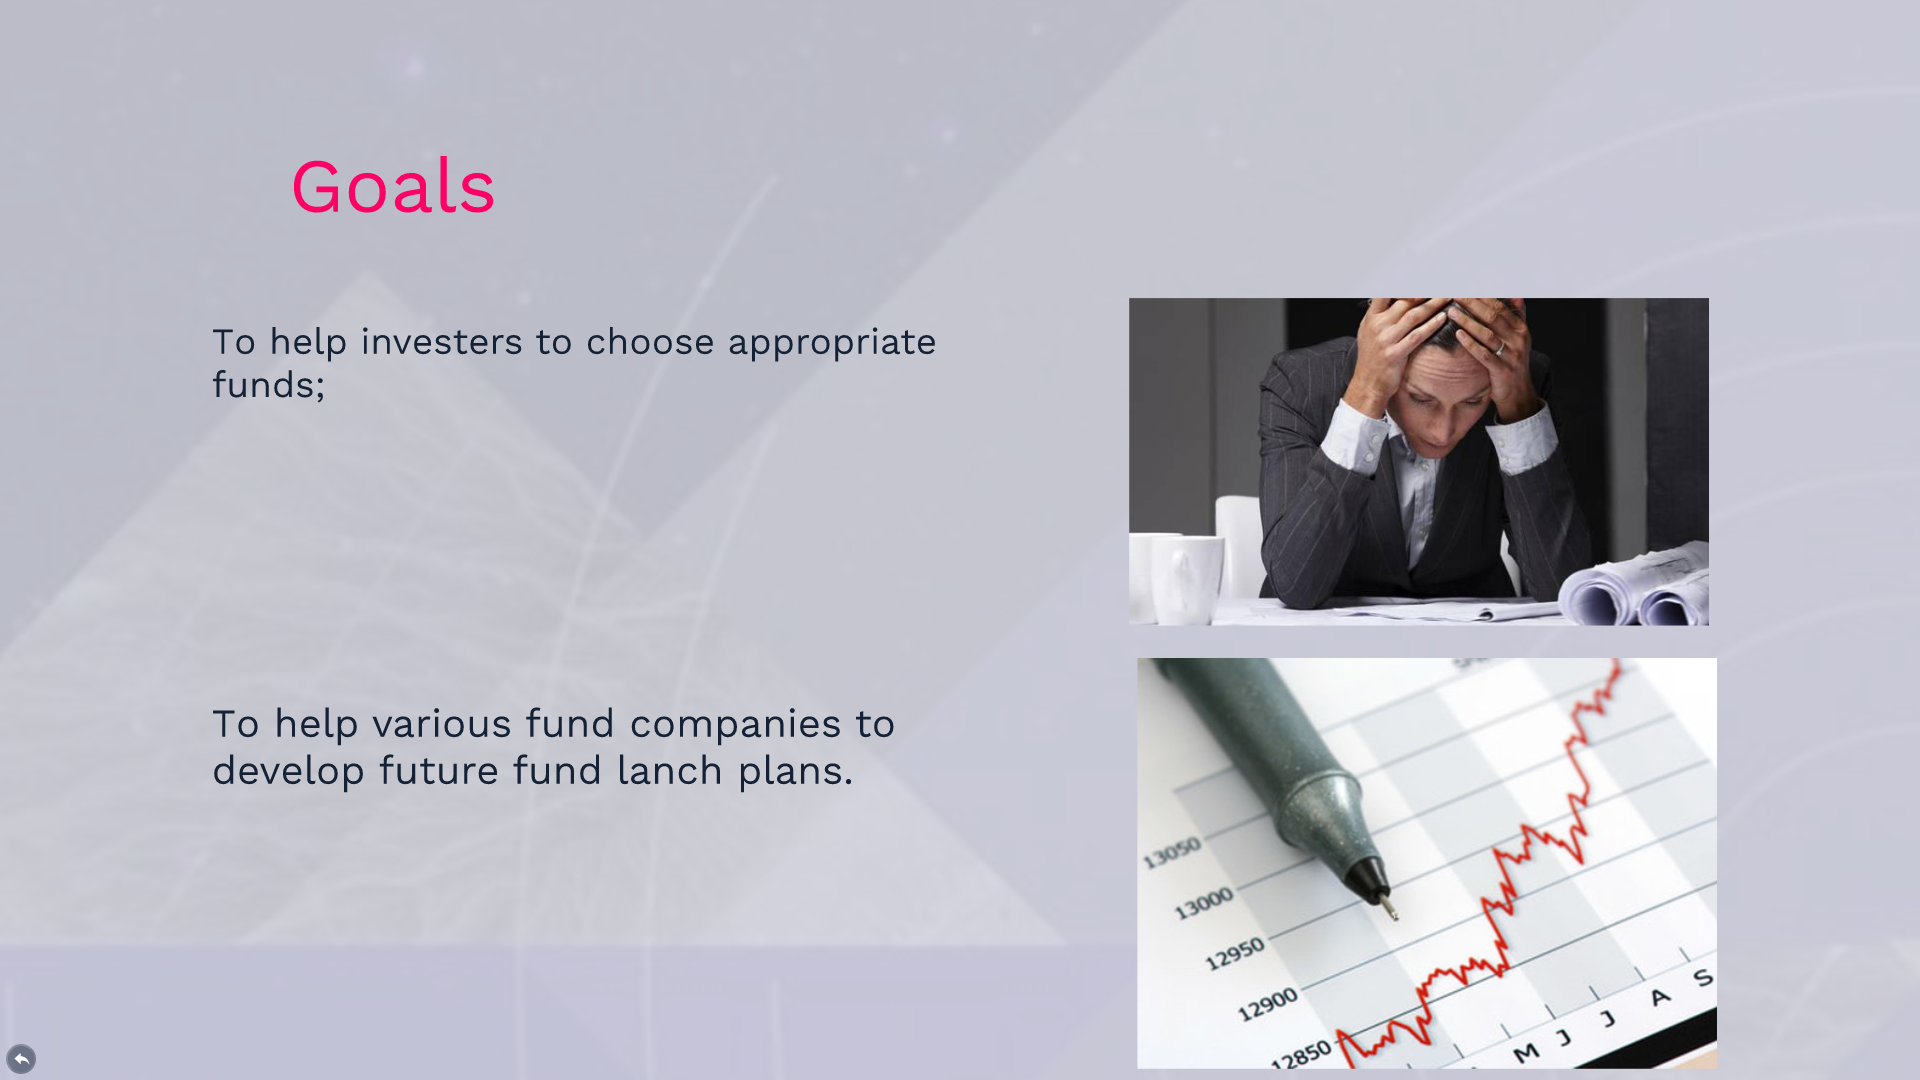 Goals
To help investers to choose appropriate
funds;
To help various fund companies to
develop future fund lanch plans.
13050
13000
12950
12900
12850
M J J A S